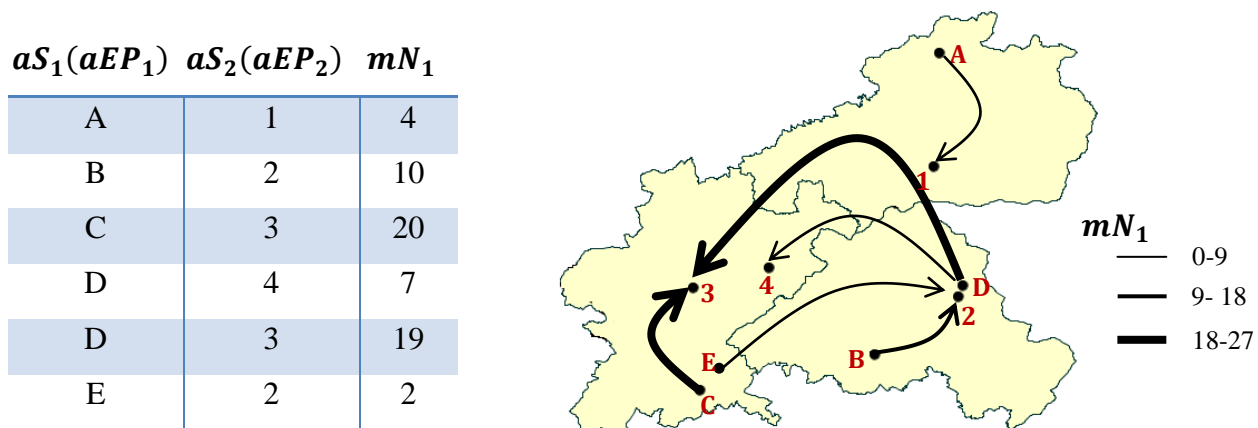 aS₁(aEP₁) aS₂(aEP₂) mN₁
A 1 4
B 2 10
C 3 20
D 4 7
D 3 19
E 2 2
A
1
mN₁
0-9
9- 18
18-27
3
4
D
2
E
B
C